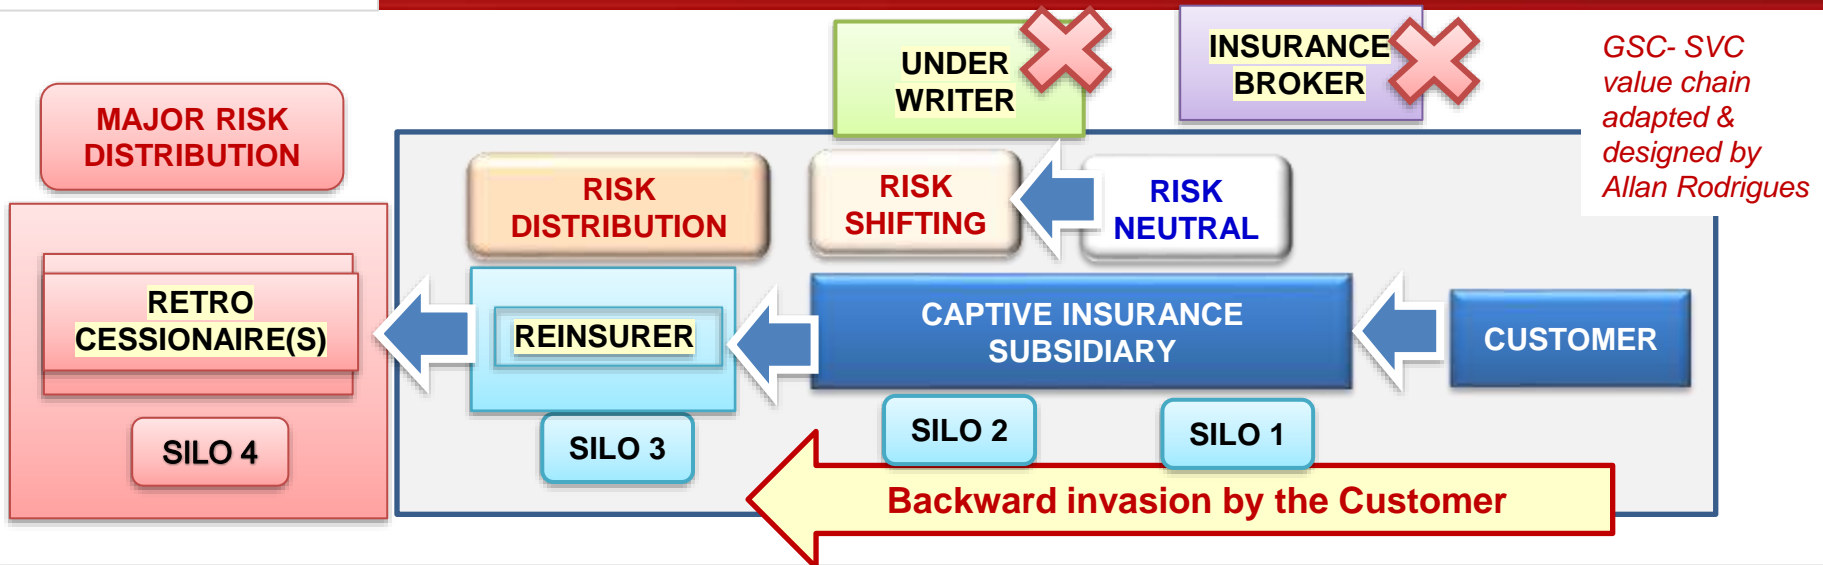 UNDER
WRITER
INSURANCE
BROKER
GSC- SVC
value chain
adapted &
designed by
Allan Rodrigues
MAJOR RISK
DISTRIBUTION
RISK
DISTRIBUTION
RISK
SHIFTING
RISK
NEUTRAL
RETRO
CESSIONAIRE(S)
REINSURER
CAPTIVE INSURANCE
SUBSIDIARY
CUSTOMER
SILO 4
SILO 3
SILO 2
SILO 1
Backward invasion by the Customer